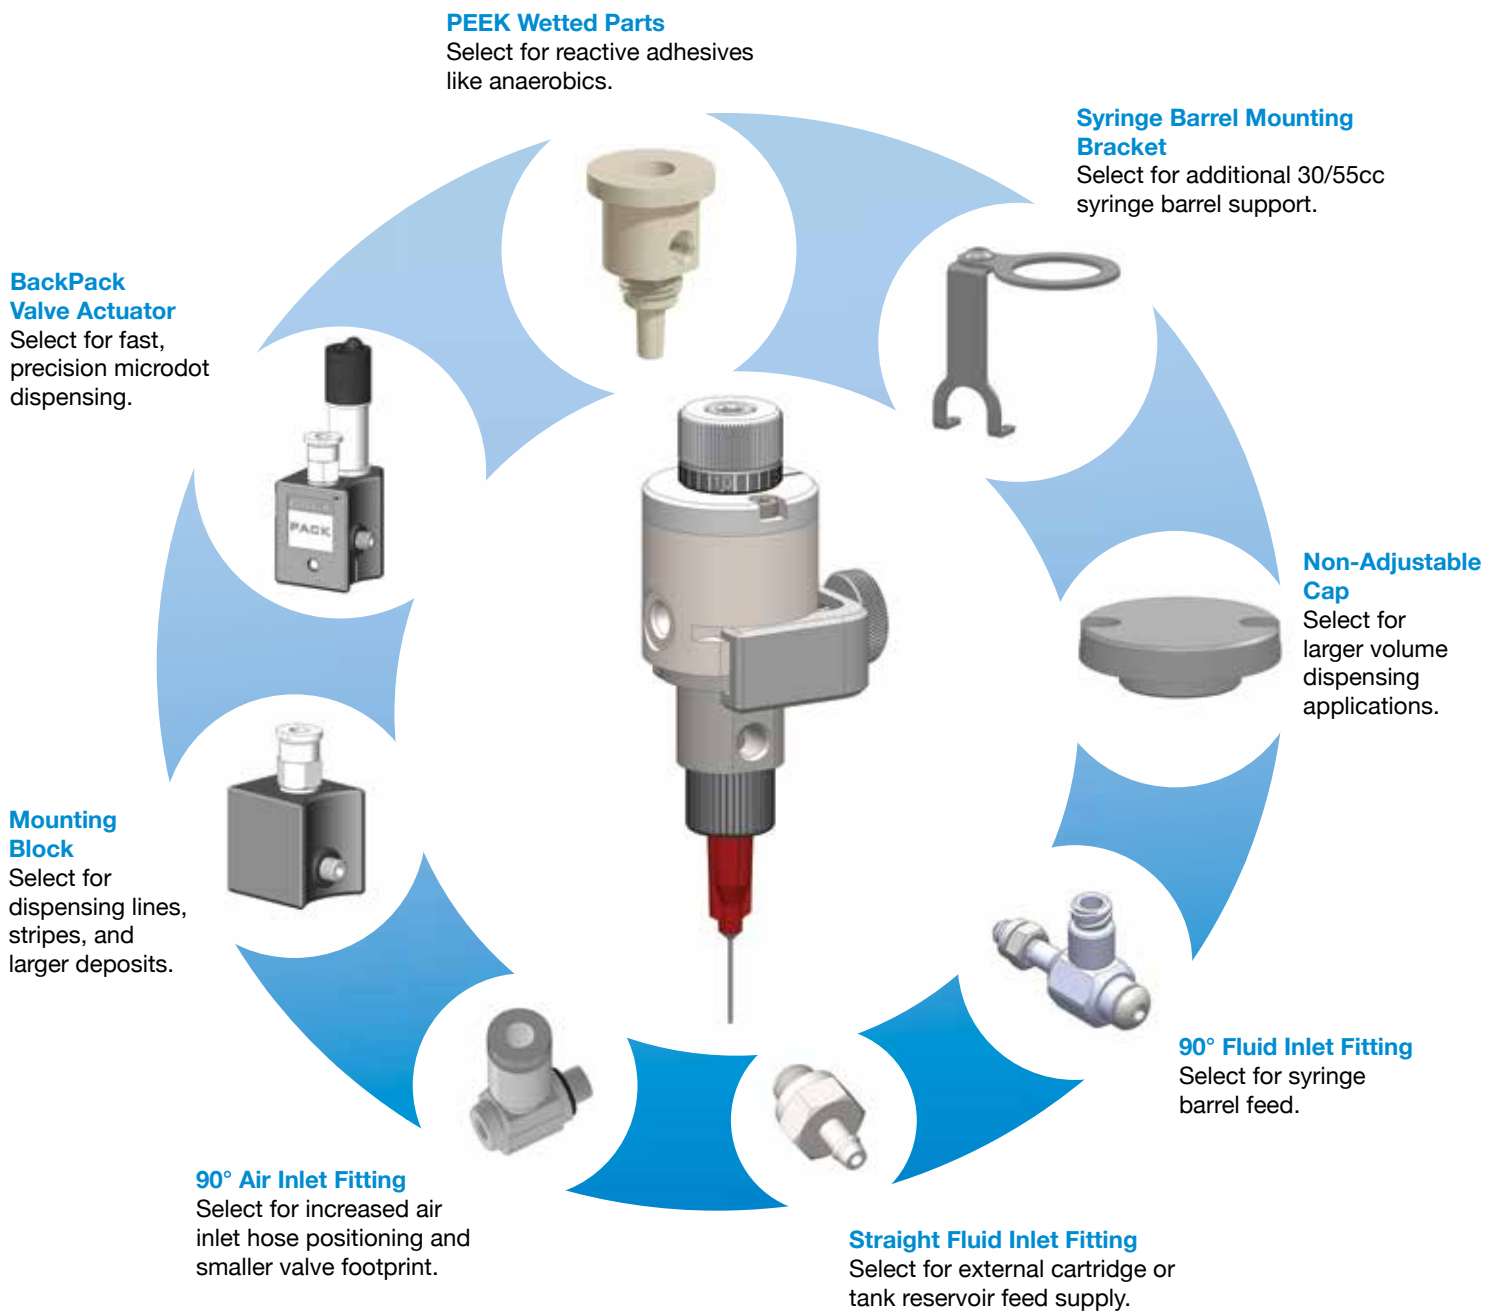 PEEK Wetted Parts
Select for reactive adhesives
like anaerobics.
Syringe Barrel Mounting
Bracket
Select for additional 30/55cc
syringe barrel support.
BackPack
Valve Actuator
Select for fast,
precision microdot
dispensing.
PACK
10
Non-Adjustable
Cap
Select for
larger volume
dispensing
applications.
Mounting
Block
Select for
dispensing lines,
stripes, and
larger deposits.
90° Fluid Inlet Fitting
Select for syringe
barrel feed.
90° Air Inlet Fitting
Select for increased air
inlet hose positioning and
smaller valve footprint.
Straight Fluid Inlet Fitting
Select for external cartridge or
tank reservoir feed supply.